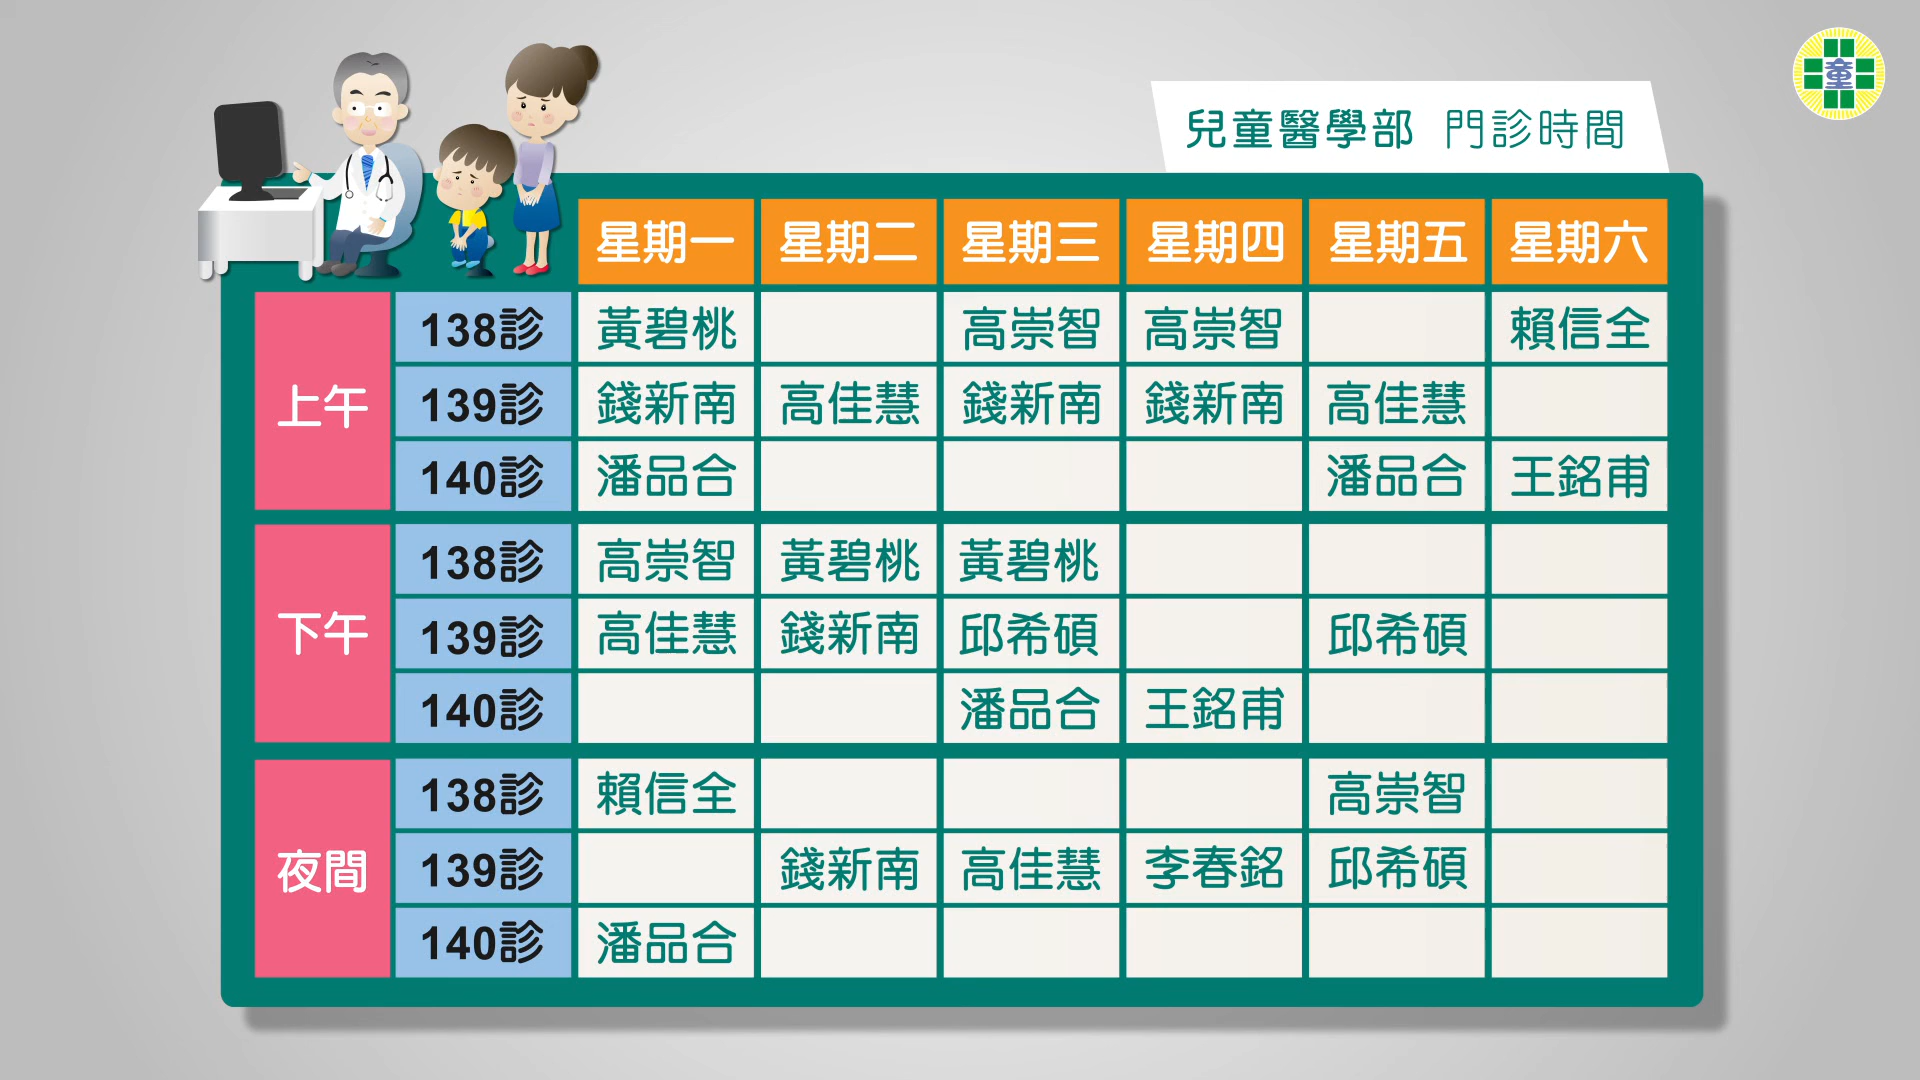 童
兒童醫學部 門診時間
星期一 星期二 星期三 星期四 星期五 星期六
上午
138診 黃碧桃 高崇智 高崇智 賴信全
139診 錢新南 高佳慧 錢新南 錢新南 高佳慧
140診 潘品合 潘品合 王銘甫
下午
138診 高崇智 黃碧桃 黃碧桃
139診 高佳慧 錢新南 邱希碩 邱希碩
140診 潘品合 王銘甫
夜間
138診 賴信全 高崇智
139診 錢新南 高佳慧 李春銘 邱希碩
140診 潘品合